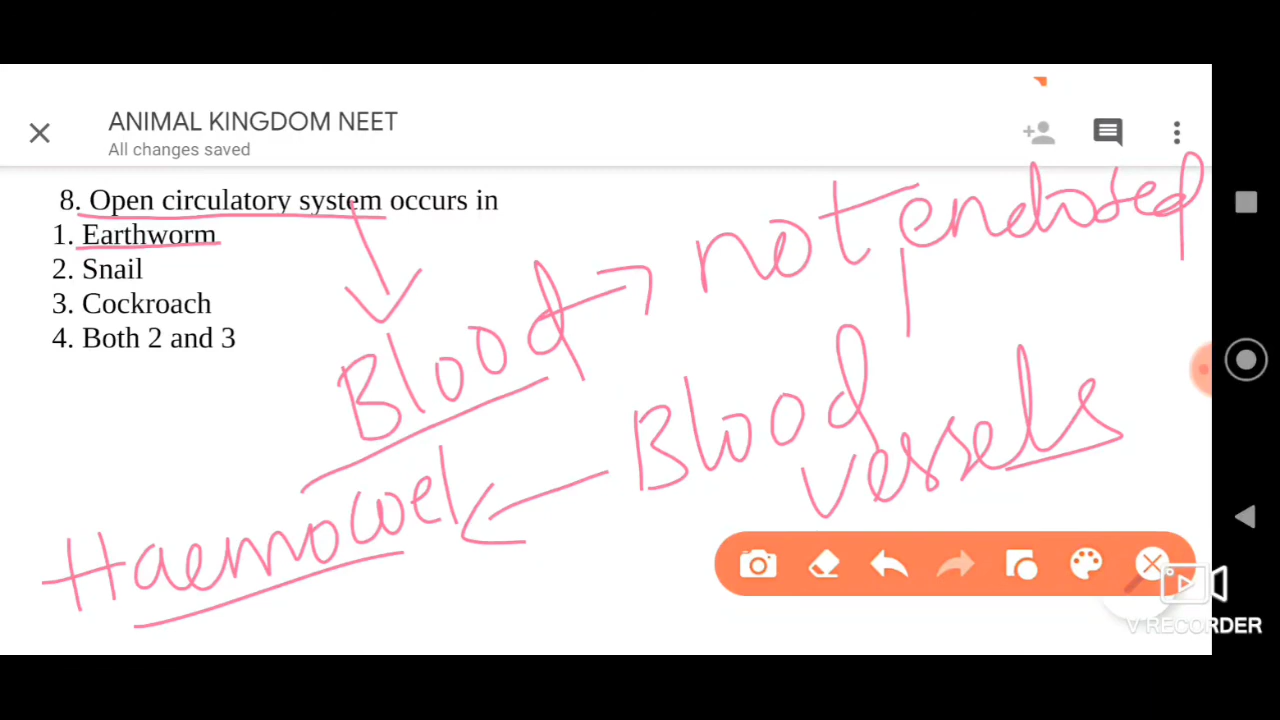 ANIMAL KINGDOM NEET
All changes saved
8. Open circulatory system occurs in
1. Earthworm
2. Snail
3. Cockroach
4. Both 2 and 3
not enclosed
Blood
Blood
vessels
Haemocoel
V RECORDER